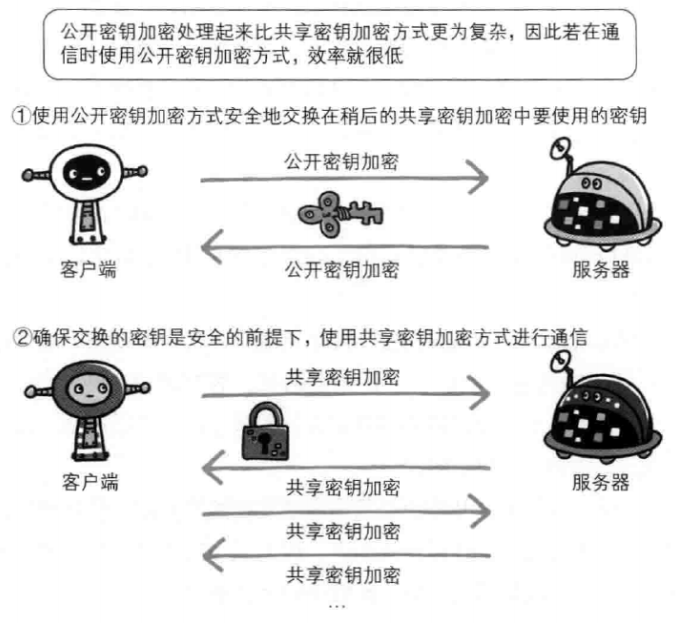 公开密钥加密处理起来比共享密钥加密方式更为复杂，因此若在通
信时使用公开密钥加密方式，效率就很低
①使用公开密钥加密方式安全地交换在稍后的共享密钥加密中要使用的密钥
公开密钥加密
公开密钥加密
客户端
服务器
②确保交换的密钥是安全的前提下，使用共享密钥加密方式进行通信
共享密钥加密
客户端
服务器
共享密钥加密
共享密钥加密
共享密钥加密
…